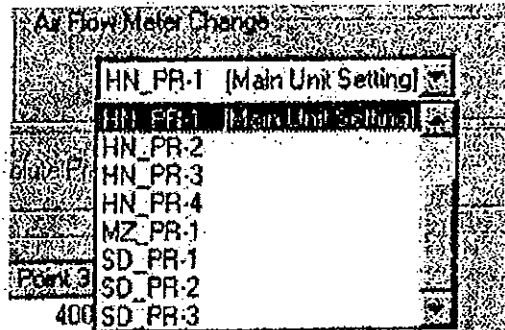 Air Flow Meter Change
HN_PR-1 [Main Unit Setting]
HN_PR-1 [Main Unit Setting]
HN_PR-2
HN_PR-3
HN_PR-4
MZ_PR-1
SD_PR-1
Point 3
SD_PR-2
400
SD_PR-3